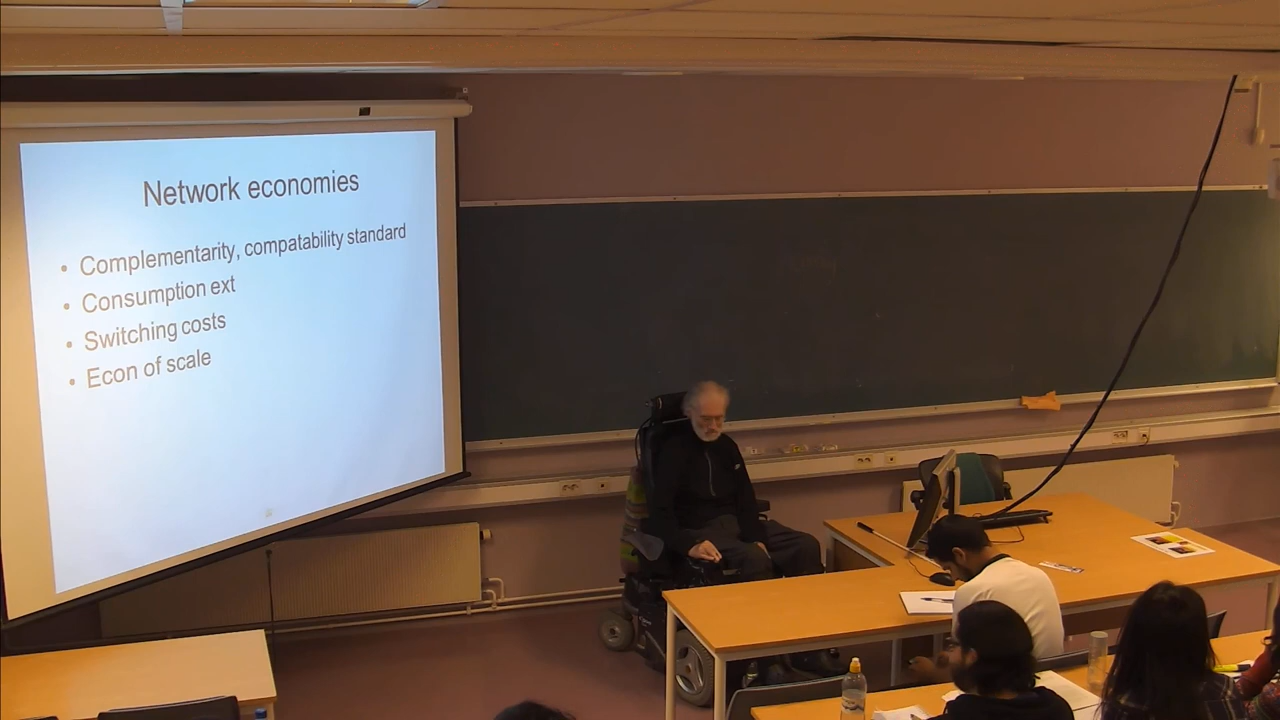 Network economies
• Complementarity, compatability standard
• Consumption ext
• Switching costs
• Econ of scale